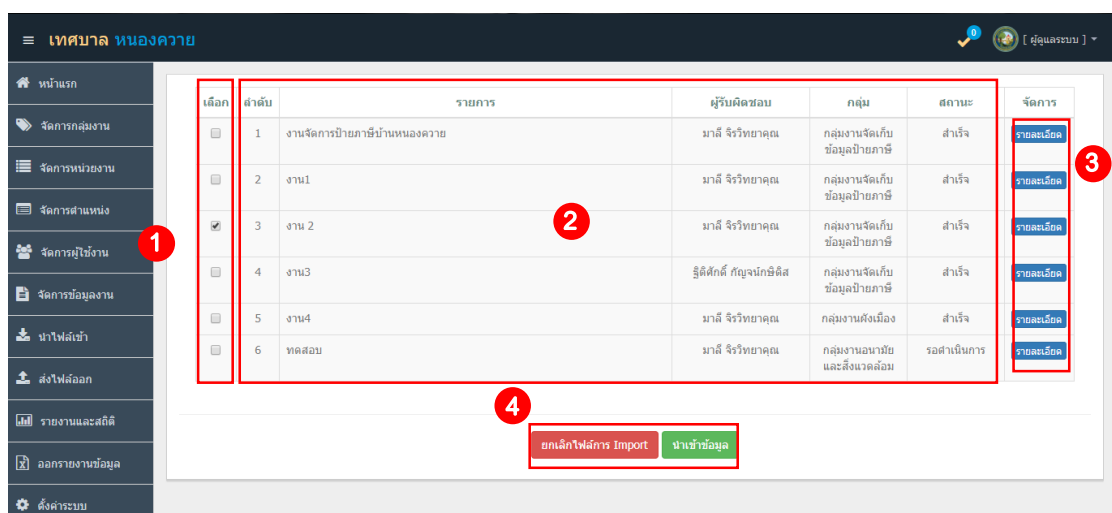 เทศบาล หนองควาย
0
[ ผู้ดูแลระบบ ]
หน้าแรก
จัดการกลุ่มงาน
จัดการหน่วยงาน
จัดการตำแหน่ง
จัดการผู้ใช้งาน
จัดการข้อมูลงาน
นำไฟล์เข้า
ส่งไฟล์ออก
รายงานและสถิติ
ออกรายงานข้อมูล
ตั้งค่าระบบ
เลือก ลำดับ รายการ ผู้รับผิดชอบ กลุ่ม สถานะ จัดการ
1 งานจัดการป้ายภาษีบ้านหนองควาย มาลี จิรวิทยาคุณ กลุ่มงานจัดเก็บ สำเร็จ รายละเอียด
ข้อมูลป้ายภาษี
2 งาน1 มาลี จิรวิทยาคุณ กลุ่มงานจัดเก็บ สำเร็จ รายละเอียด
ข้อมูลป้ายภาษี
3 งาน 2 มาลี จิรวิทยาคุณ กลุ่มงานจัดเก็บ สำเร็จ รายละเอียด
ข้อมูลป้ายภาษี
4 งาน3 ฐิติศักดิ์ กัญจน์กษิดิส กลุ่มงานจัดเก็บ สำเร็จ รายละเอียด
ข้อมูลป้ายภาษี
5 งาน4 มาลี จิรวิทยาคุณ กลุ่มงานผังเมือง สำเร็จ รายละเอียด
6 ทดสอบ มาลี จิรวิทยาคุณ กลุ่มงานอนามัย รอดำเนินการ รายละเอียด
และสิ่งแวดล้อม
1
2
3
4
ยกเลิกไฟล์การ Import นำเข้าข้อมูล